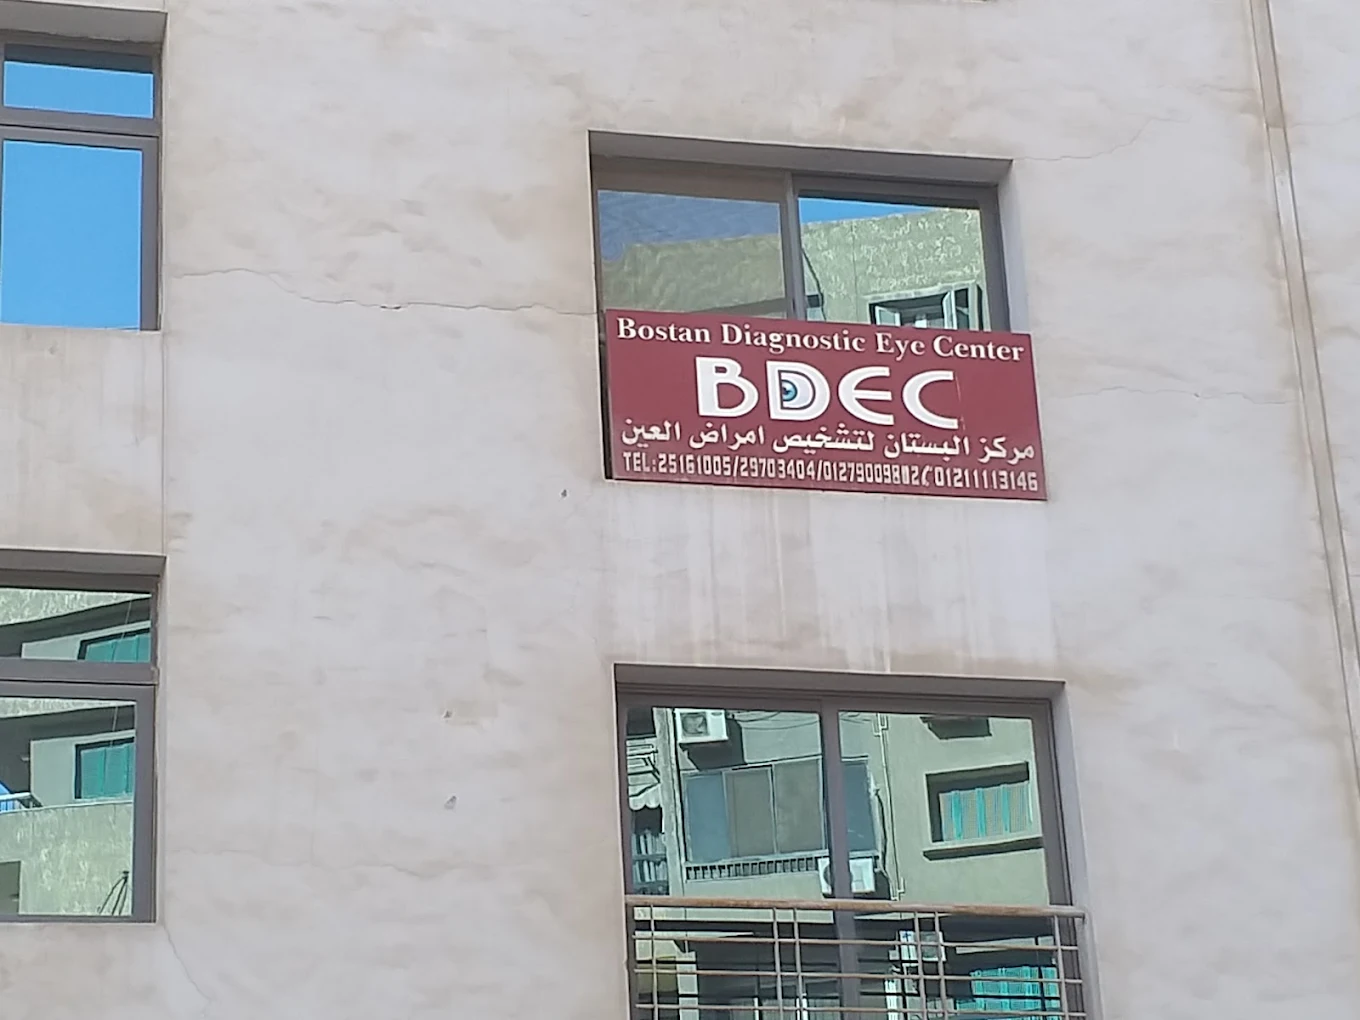 Bostan Diagnostic Eye Center
BDEC
مركز البستان لتشخيص امراض العين
TEL:25161005/29703404/01279009802/01211113146